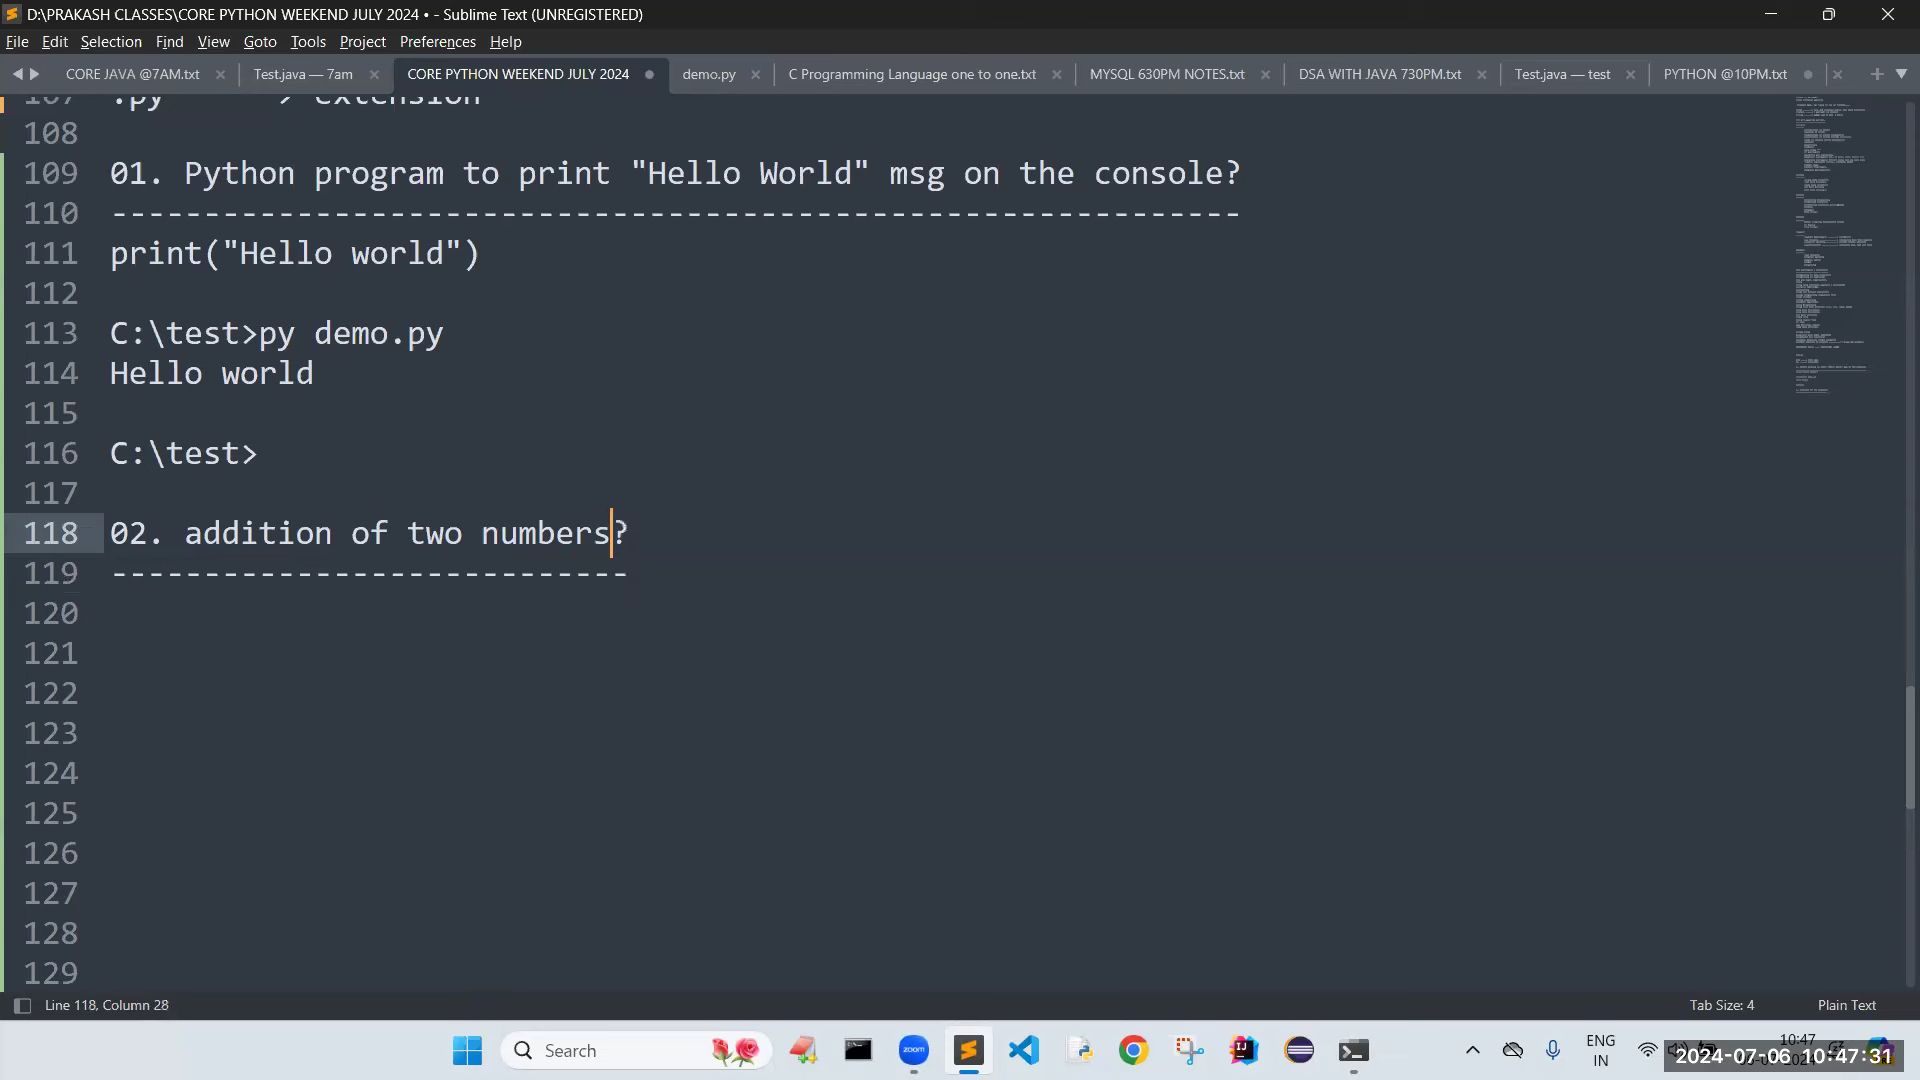 D:\PRAKASH CLASSES\CORE PYTHON WEEKEND JULY 2024 • - Sublime Text (UNREGISTERED)
File Edit Selection Find View Goto Tools Project Preferences Help
CORE JAVA @7AM.txt Test.java — 7am CORE PYTHON WEEKEND JULY 2024 demo.py C Programming Language one to one.txt MYSQL 630PM NOTES.txt DSA WITH JAVA 730PM.txt Test.java — test PYTHON @10PM.txt
107 .py > extension
108
109 01. Python program to print "Hello World" msg on the console?
110 -------------------------------------------------------------
111 print("Hello world")
112
113 C:\test>py demo.py
114 Hello world
115
116 C:\test>
117
118 02. addition of two numbers?
119 ----------------------------
120
121
122
123
124
125
126
127
128
129
Line 118, Column 28 Tab Size: 4 Plain Text
Search zoom ENG IN 10:47
2024-07-06 10:47:31